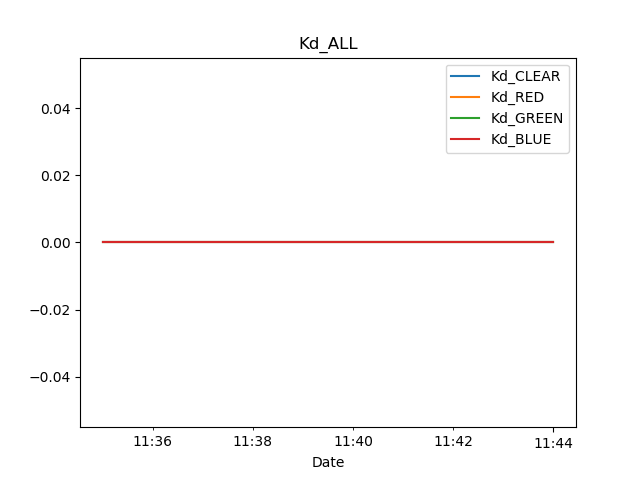 Kd_ALL
Kd_CLEAR
Kd_RED
Kd_GREEN
Kd_BLUE
0.04
0.02
0.00
−0.02
−0.04
11:36 11:38 11:40 11:42 11:44
Date